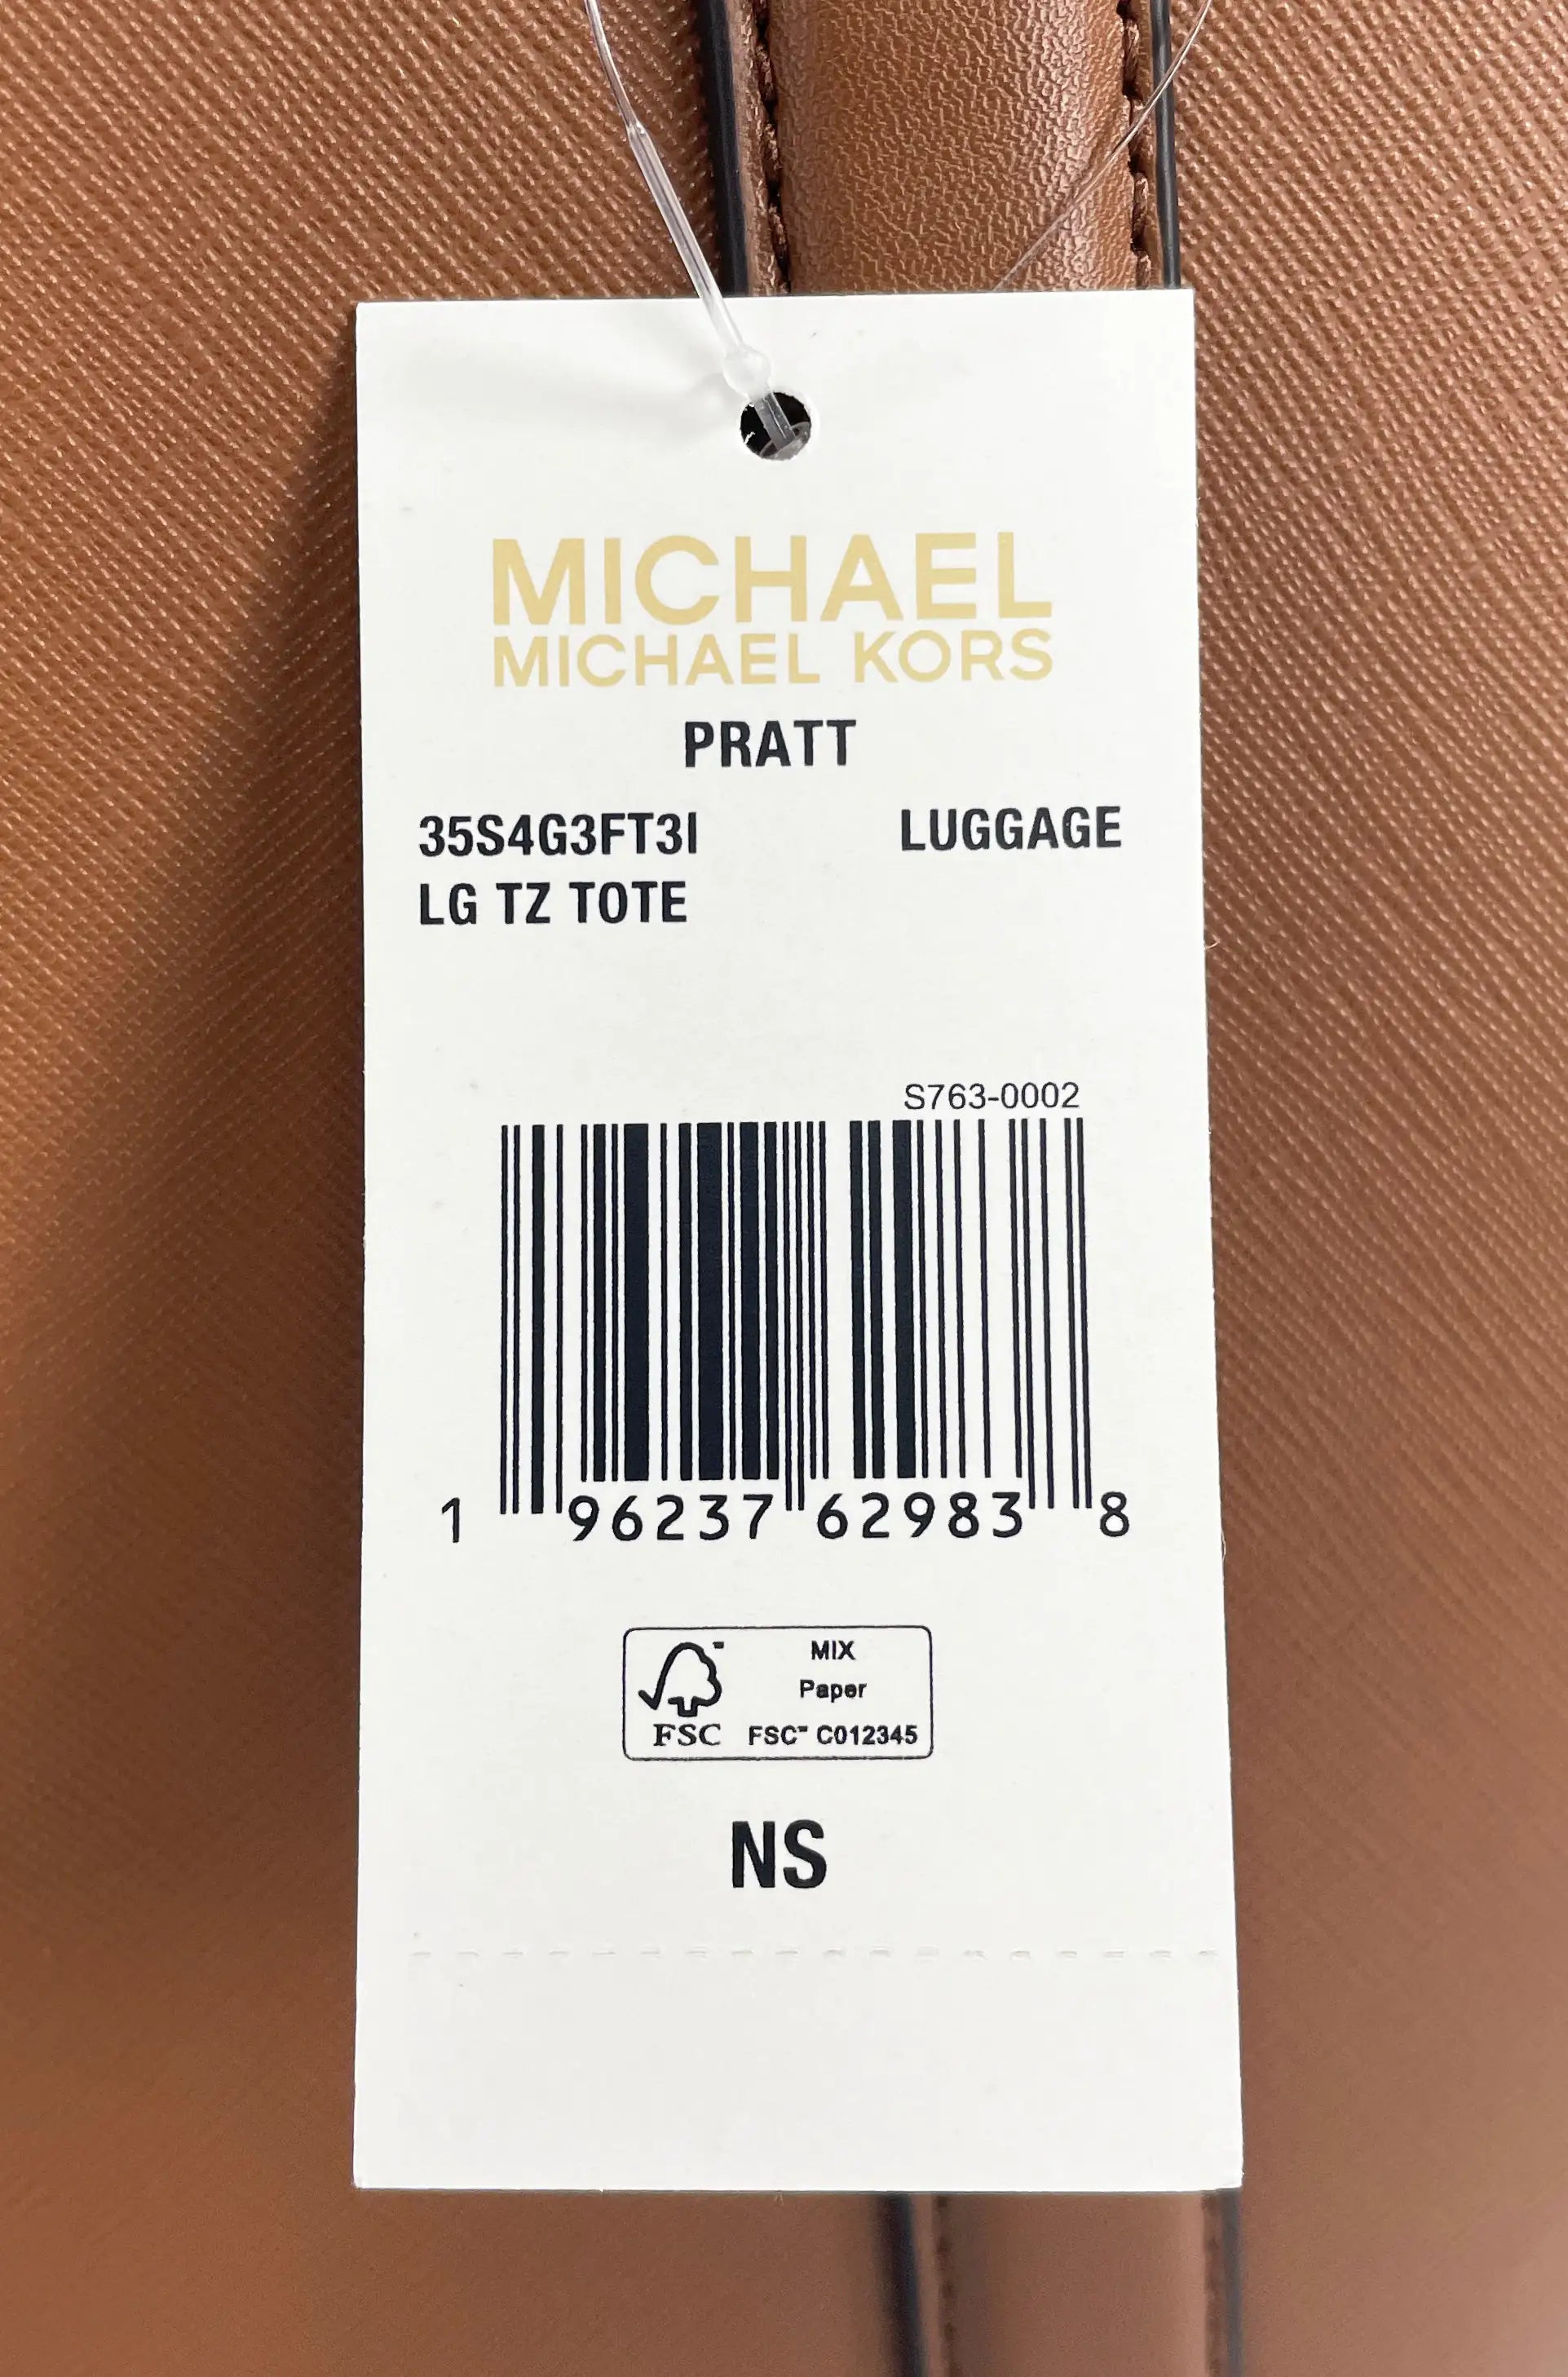 MICHAEL
MICHAEL KORS
PRATT
35S4G3FT3I LUGGAGE
LG TZ TOTE
S763-0002
1 96237 62983 8
MIX
Paper
FSC FSC™ C012345
NS